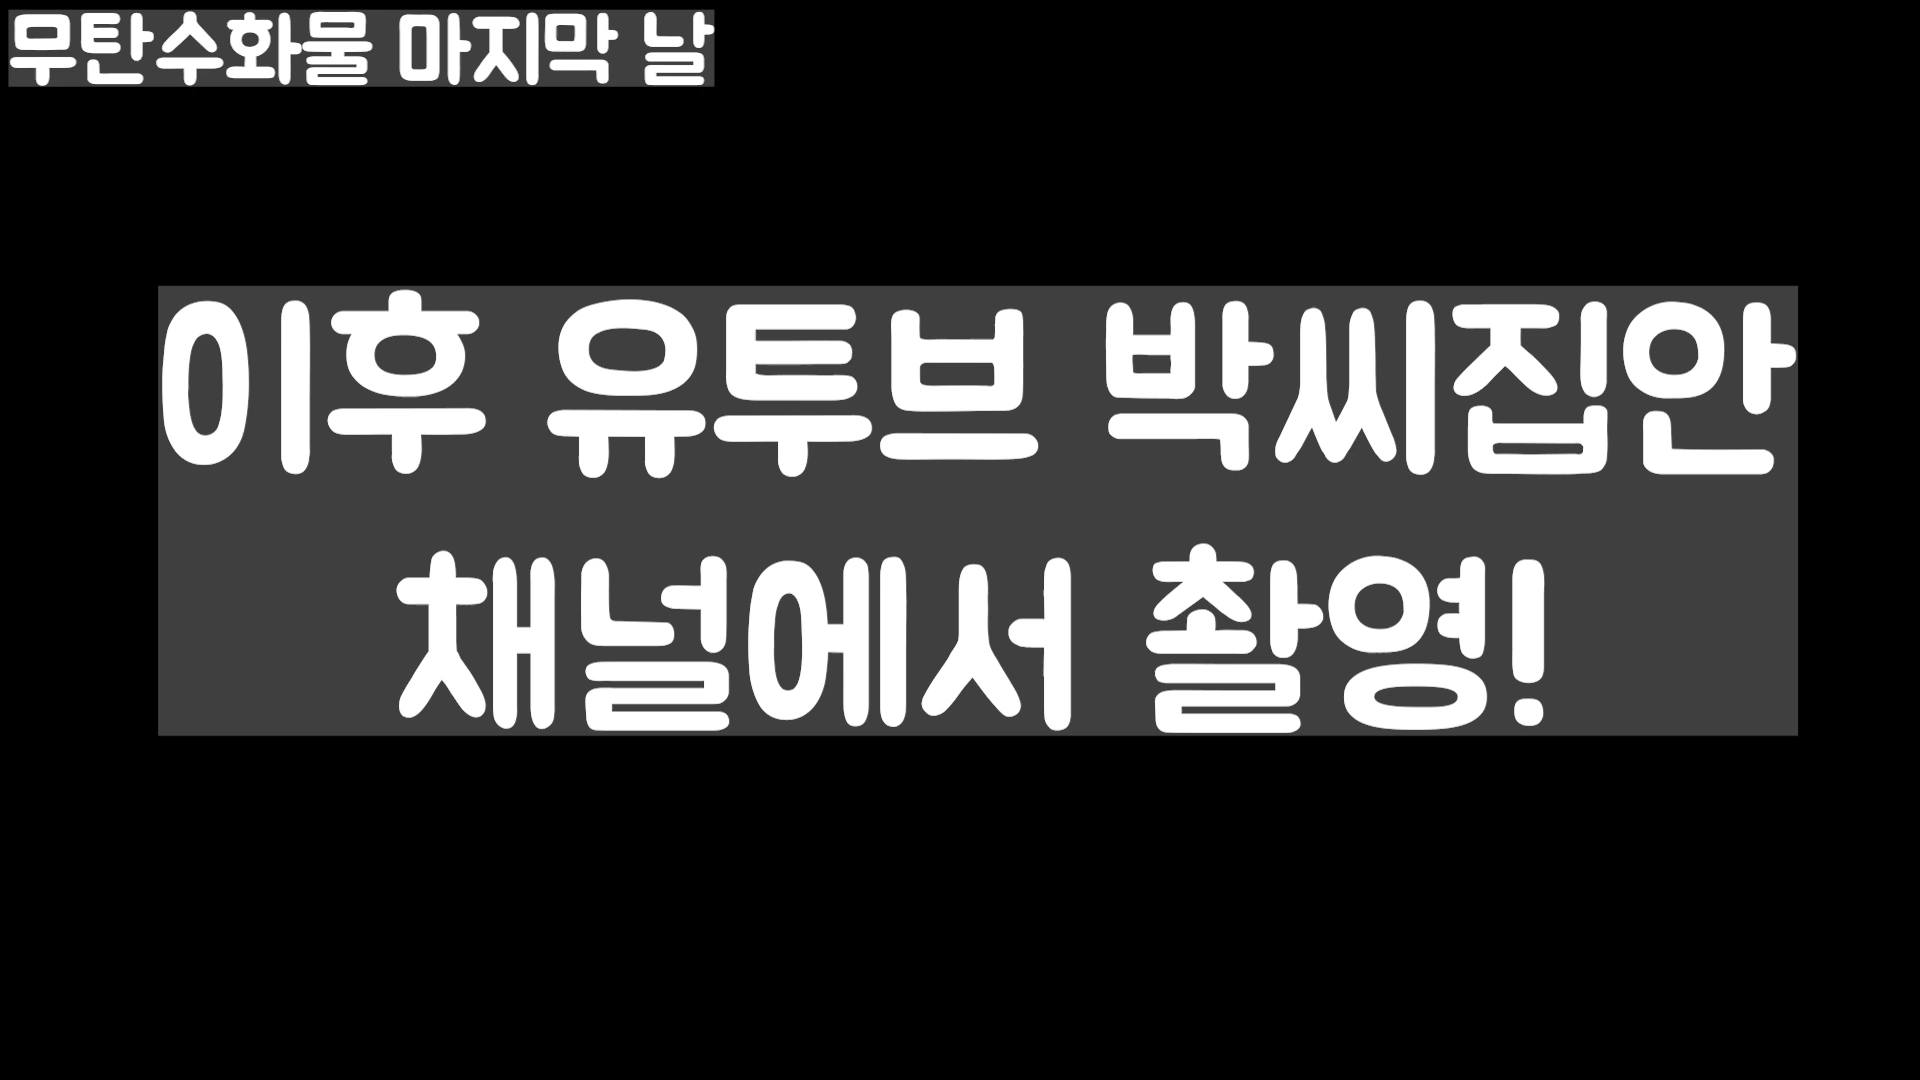 무탄수화물 마지막 날
이후 유투브 박씨집안
채널에서 촬영!